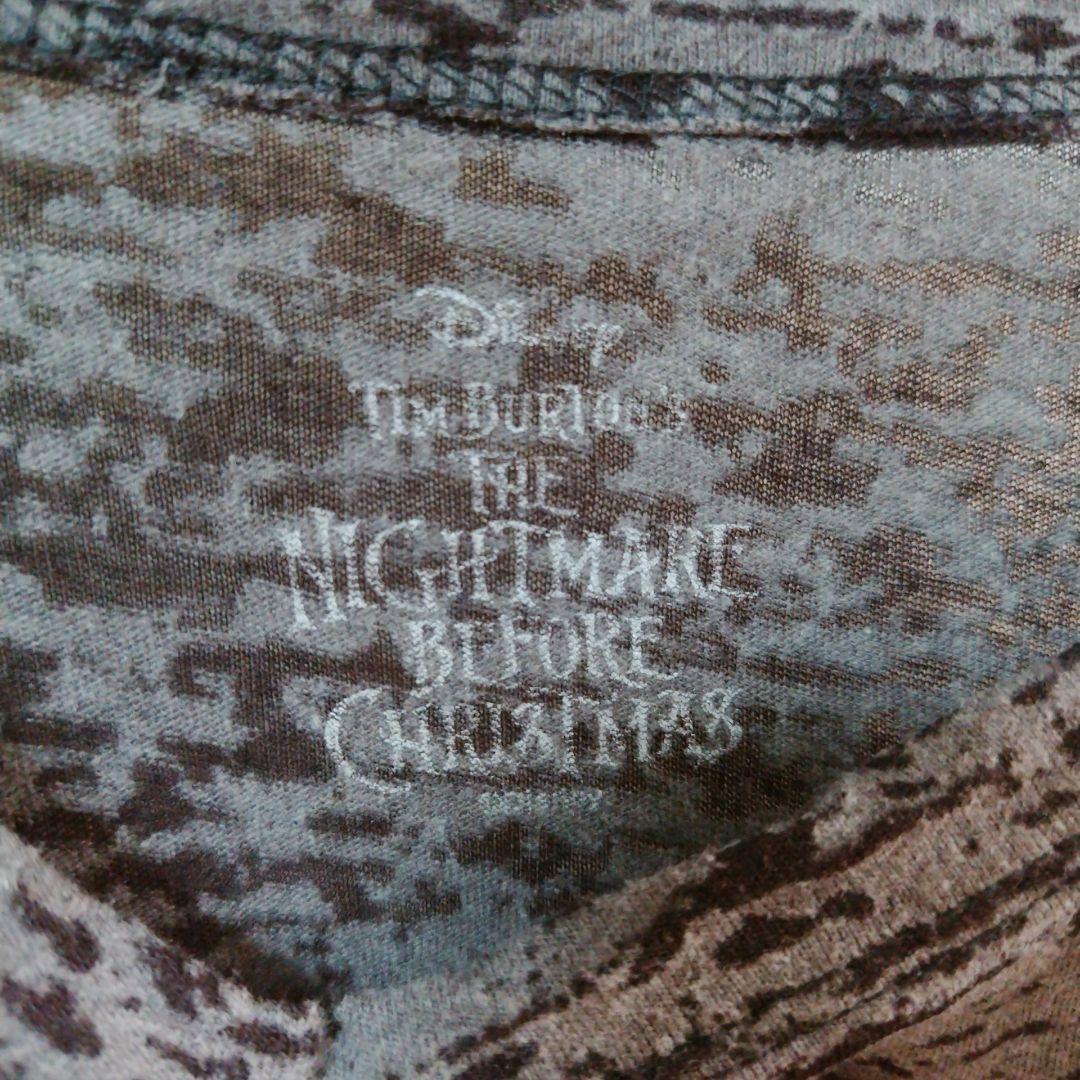 Disney
TIM BURTON'S
THE
NIGHTMARE
BEFORE
CHRISTMAS